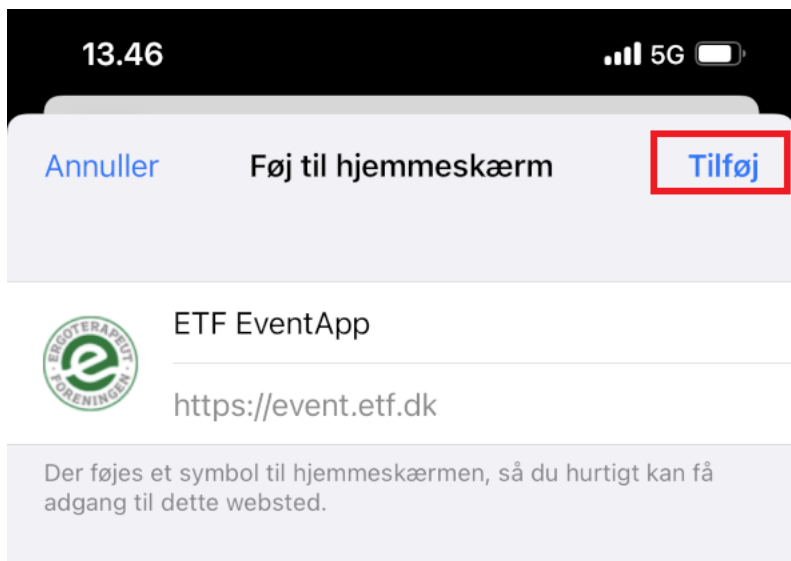 13.46 5G
Annuller Føj til hjemmeskærm Tilføj
ERGOTERAPEUT
FORENINGEN
ETF EventApp
https://event.etf.dk
Der føjes et symbol til hjemmeskærmen, så du hurtigt kan få
adgang til dette websted.